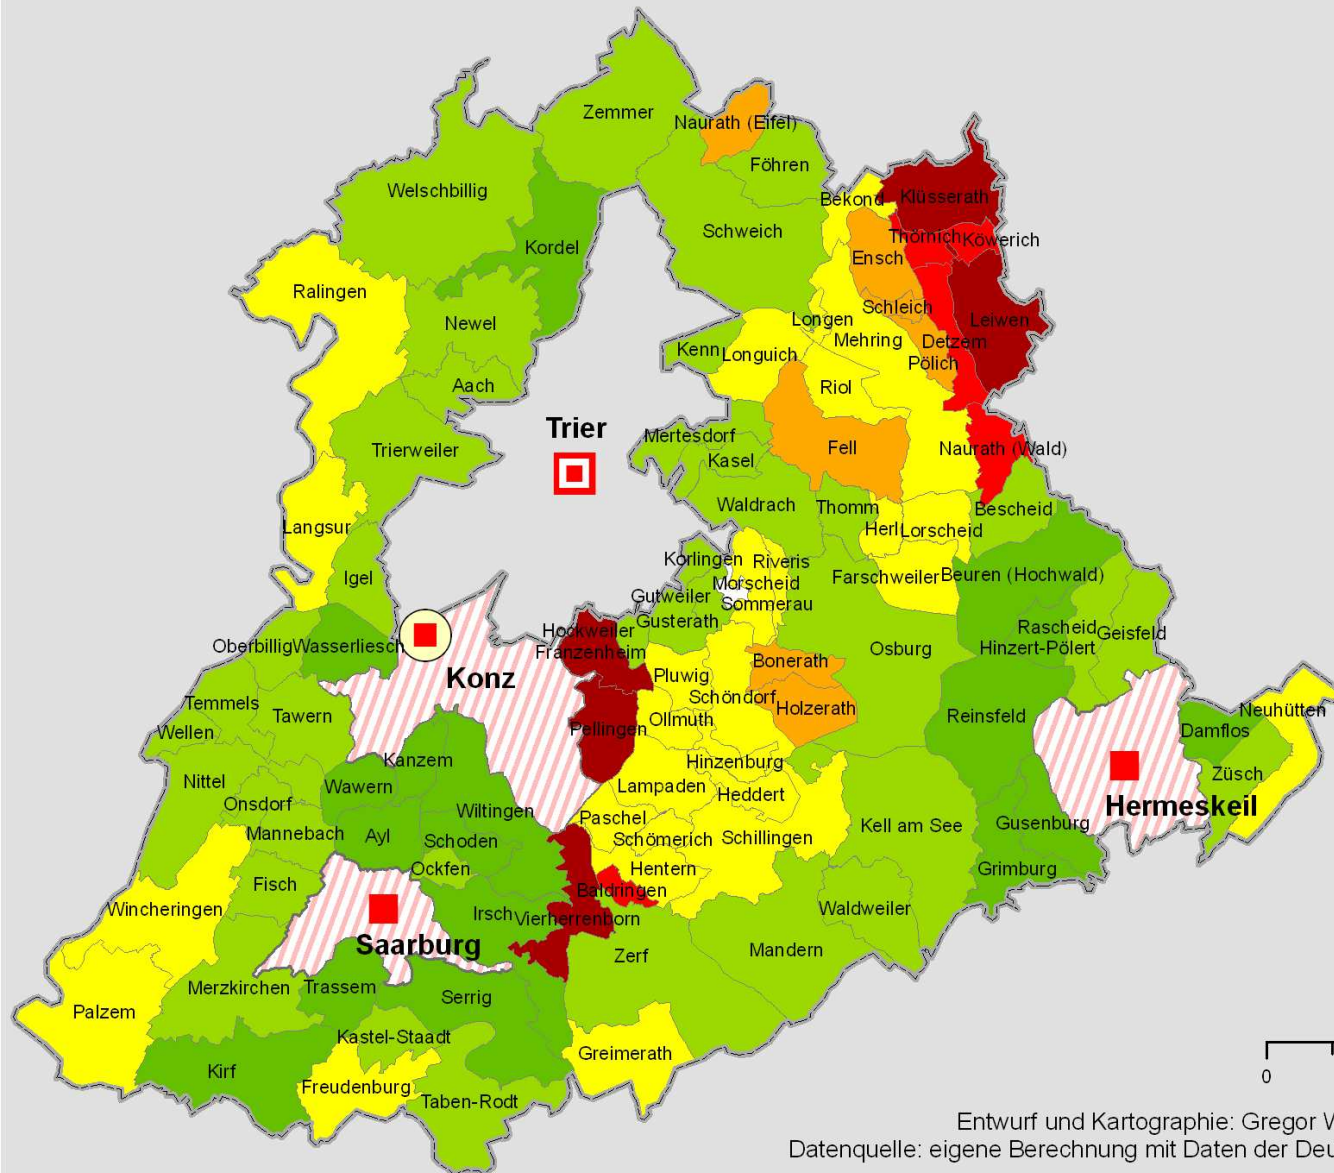 Zemmer
Naurath (Eifel)
Föhren
Welschbillig
Klüsserath
Bekond
Schweich
Thörnich
Köwerich
Kordel
Ensch
Ralingen
Schleich
Longen
Leiwen
Newel
Mehring
Detzem
Kenn
Longuich
Pölich
Aach
Riol
Trier
Mertesdorf
Fell
Naurath (Wald)
Trierweiler
Kasel
Waldrach
Thomm
Bescheid
Langsur
Herl
Lorscheid
Korlingen
Riveris
Igel
Morscheid
Farschweiler
Beuren (Hochwald)
Gutweiler
Sommerau
Gusterath
Rascheid
Geisfeld
Hockweiler
Oberbillig
Wasserliesch
Franzenheim
Osburg
Hinzert-Pölert
Bonerath
Konz
Pluwig
Schöndorf
Temmels
Holzerath
Neuhütten
Tawern
Ollmuth
Reinsfeld
Wellen
Pellingen
Damflos
Kanzem
Hinzenburg
Nittel
Wawern
Lampaden
Heddert
Züsch
Onsdorf
Wiltingen
Hermeskeil
Paschel
Mannebach
Ayl
Schoden
Schömerich
Schillingen
Kell am See
Gusenburg
Ockfen
Hentern
Grimburg
Fisch
Baldringen
Wincheringen
Irsch
Vierherrenborn
Waldweiler
Saarburg
Zerf
Mandern
Merzkirchen
Trassem
Serrig
Palzem
Kastel-Staadt
Greimerath
Kirf
Freudenburg
Taben-Rodt
0
Entwurf und Kartographie: Gregor
Datenquelle: eigene Berechnung mit Daten der